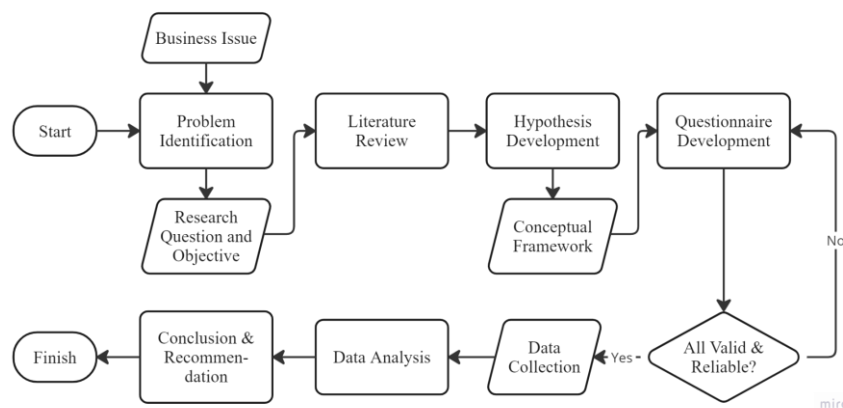 Business Issue
Start
Problem
Identification
Literature
Review
Hypothesis
Development
Questionnaire
Development
Research
Question and
Objective
Conceptual
Framework
No
Finish
Conclusion &
Recommen-
dation
Data Analysis
Data
Collection
Yes
All Valid &
Reliable?